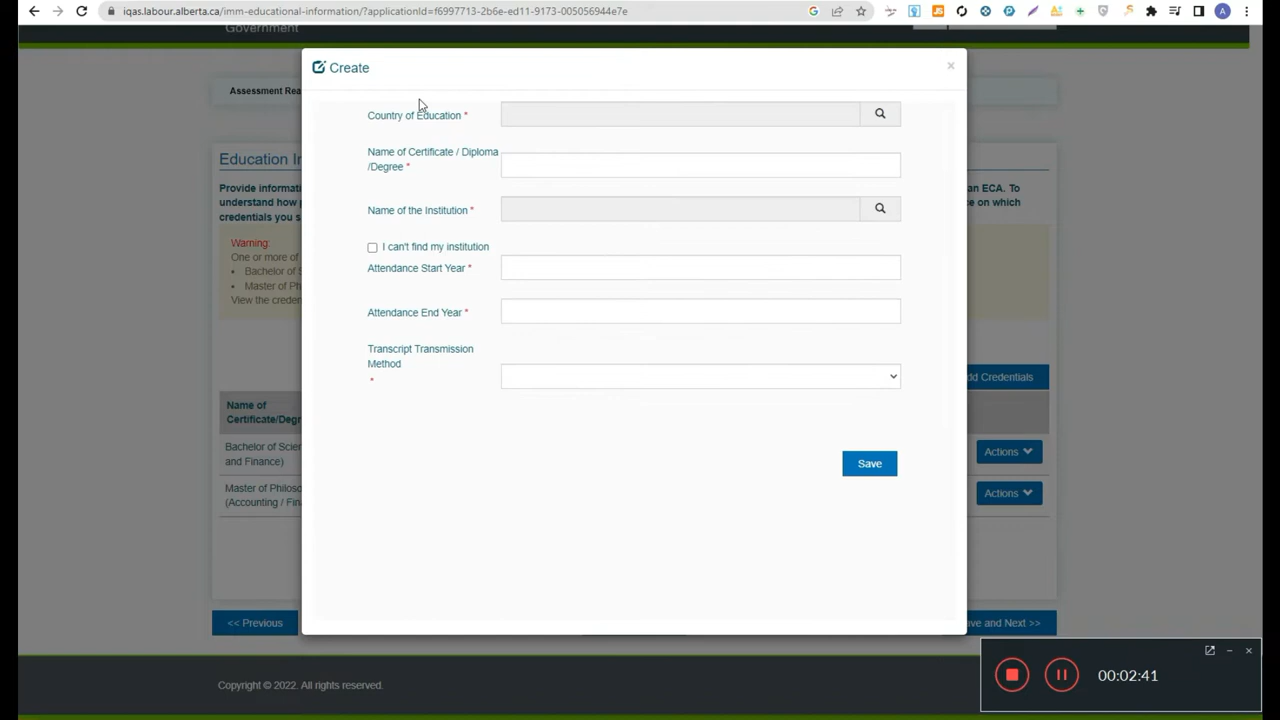 iqas.labour.alberta.ca/imm-educational-information/?applicationId=f6997713-2b6e-ed11-9173-005056944e7e
Government
Create
×
Assessment Rea
Country of Education *
Name of Certificate / Diploma
/Degree *
Education In
Provide informati
an ECA. To
understand how p
ce on which
credentials you s
Name of the Institution *
Warning:
One or more of
I can't find my institution
Attendance Start Year *
Bachelor of S
Master of Ph
View the creden
Attendance End Year *
Transcript Transmission
Method
*
dd Credentials
Name of
Certificate/Degr
Bachelor of Scien
and Finance)
Actions
Save
Master of Philoso
(Accounting / Fin
Actions
<< Previous
ave and Next >>
00:02:41
Copyright © 2022. All rights reserved.